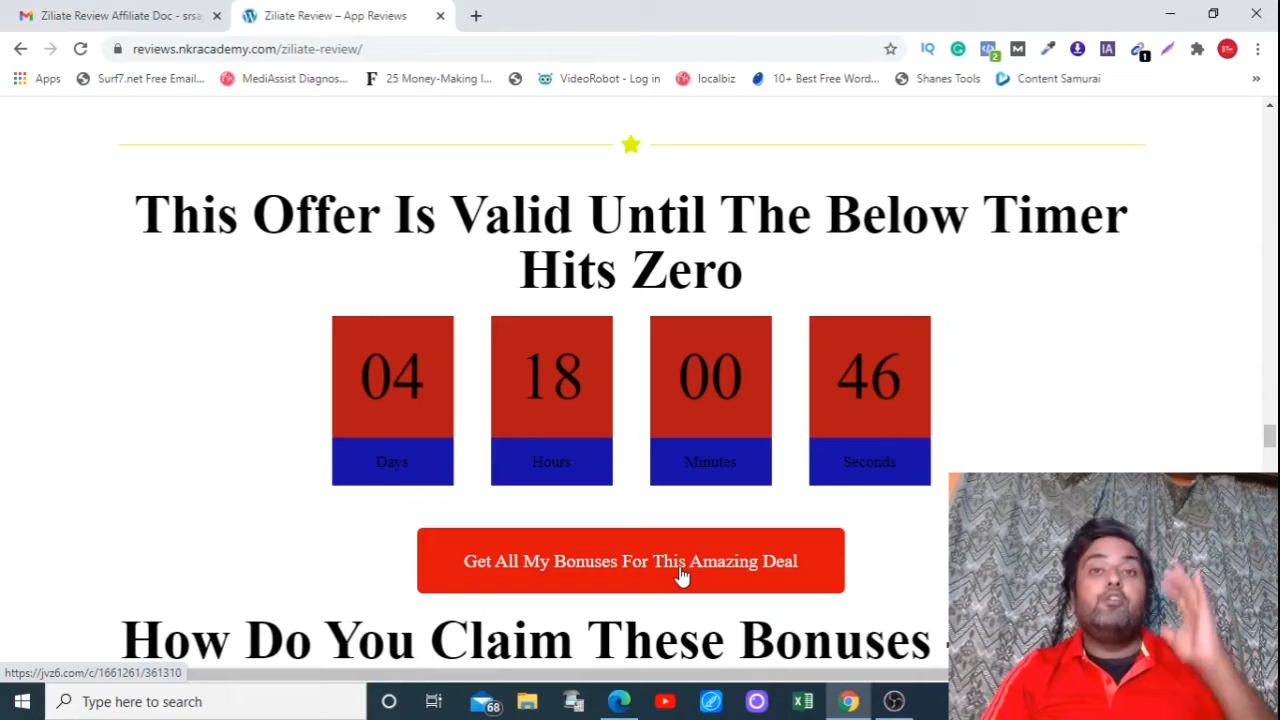 Ziliate Review Affiliate Doc - srsa
Ziliate Review – App Reviews
reviews.nkracademy.com/ziliate-review/
IQ
2
M
IA
1
Apps
Surf7.net Free Email...
MediAssist Diagnos...
F
25 Money-Making I...
VideoRobot - Log in
localbiz
10+ Best Free Word...
Shanes Tools
Content Samurai
»
This Offer Is Valid Until The Below Timer
Hits Zero
04
18
00
46
Days
Hours
Minutes
Seconds
Get All My Bonuses For This Amazing Deal
How Do You Claim These Bonuses
https://jvz6.com/c/1661261/361310
Type here to search
68